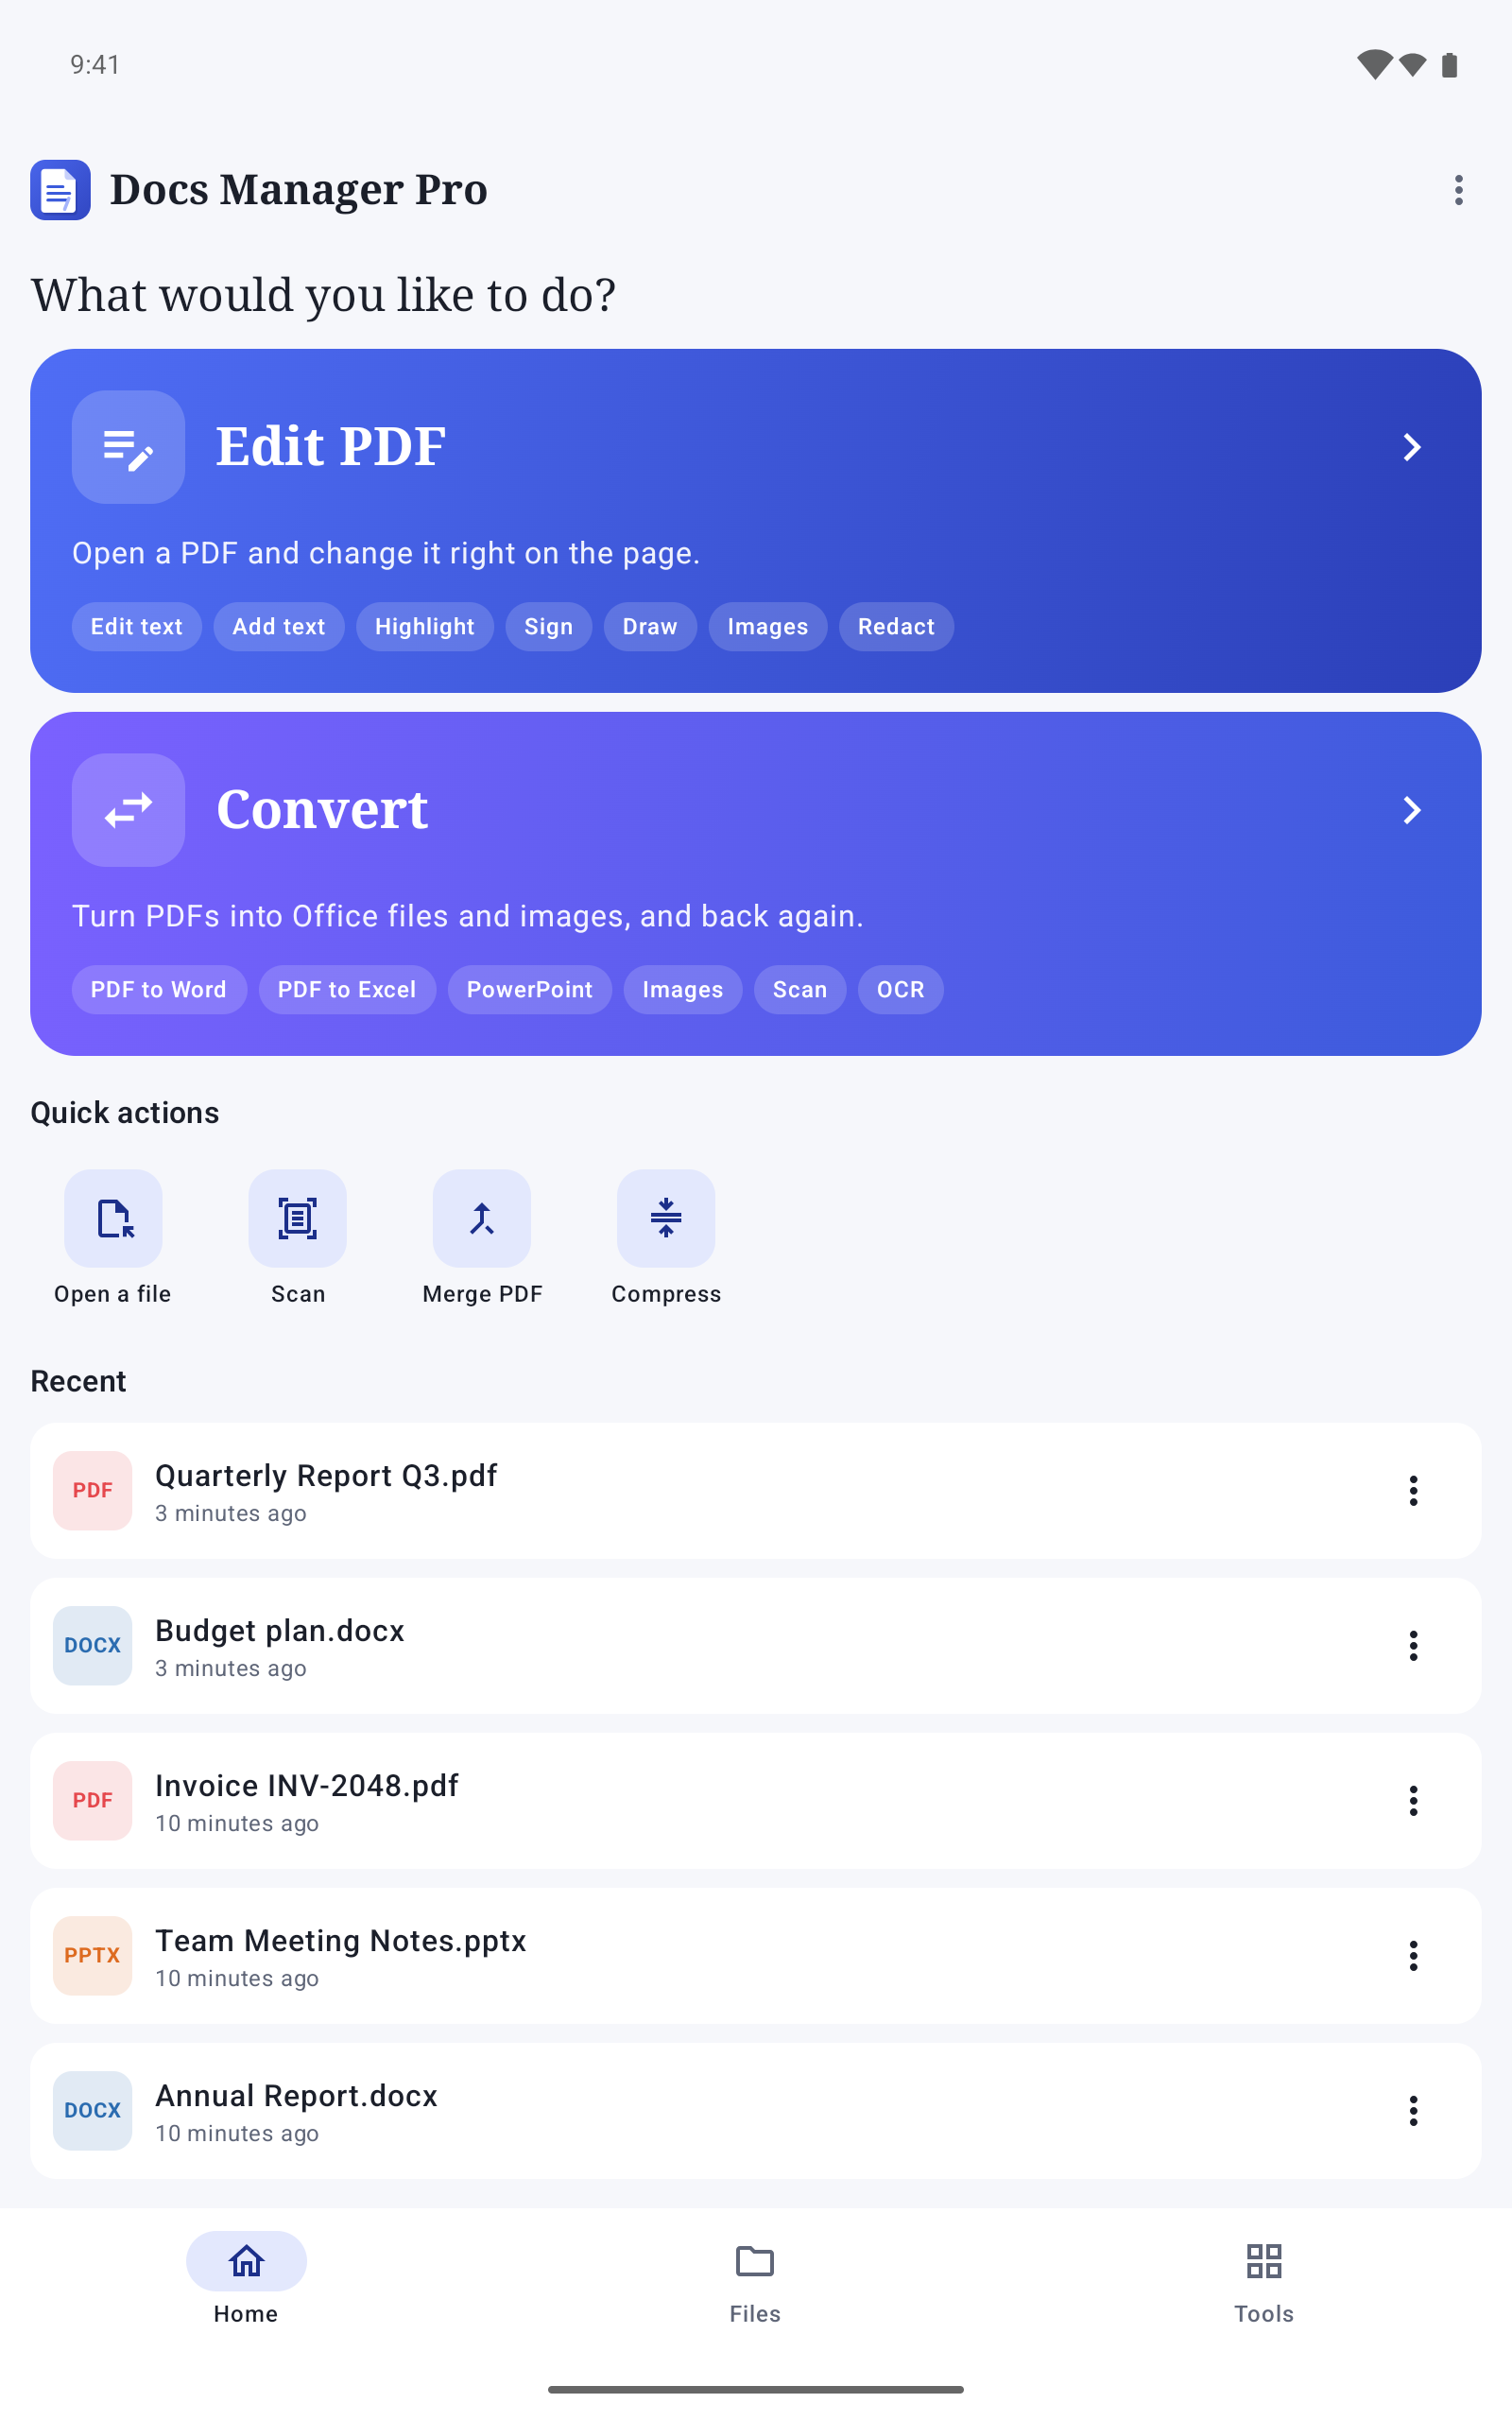 9:41
Docs Manager Pro
What would you like to do?
Edit PDF
Open a PDF and change it right on the page.
Edit text Add text Highlight Sign Draw Images Redact
Convert
Turn PDFs into Office files and images, and back again.
PDF to Word PDF to Excel PowerPoint Images Scan OCR
Quick actions
Open a file Scan Merge PDF Compress
Recent
PDF
Quarterly Report Q3.pdf
3 minutes ago
DOCX
Budget plan.docx
3 minutes ago
PDF
Invoice INV-2048.pdf
10 minutes ago
PPTX
Team Meeting Notes.pptx
10 minutes ago
DOCX
Annual Report.docx
10 minutes ago
Home Files Tools